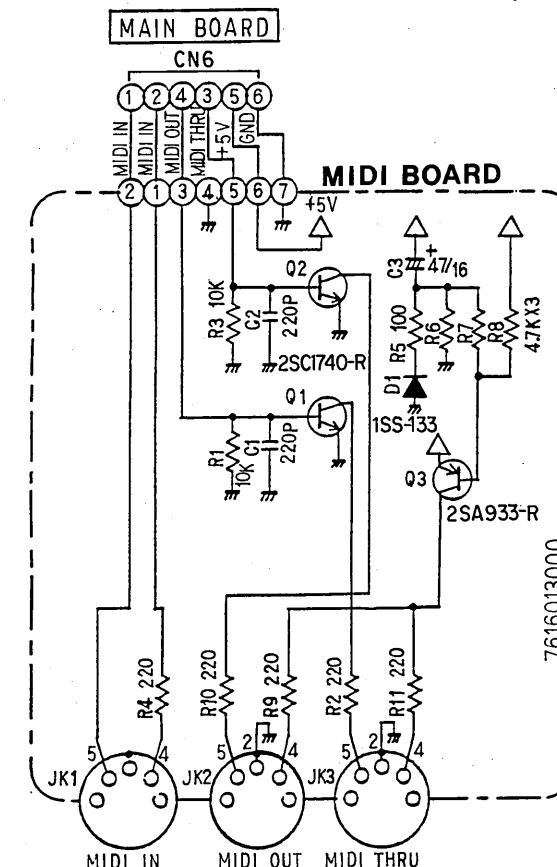 MAIN BOARD
CN6
1 2 4 3 5 6
MIDI IN
MIDI IN
MIDI OUT
MIDI THRU
+5V
GND
MIDI BOARD
2 1 3 4 5 6 7
+5V
Q2
R3 10K
C2 220P
2SC1740-R
C3 + 47/16
R5 100
R6
R7
R8
4.7KX3
D1
1SS-133
Q1
R1 10K
C1 220P
Q3
2SA933-R
7616013000
R4 220
R10 220
R9 220
R2 220
R11 220
JK1 5 4
JK2 5 2 4
JK3 5 2 4
MIDI IN
MIDI OUT
MIDI THRU